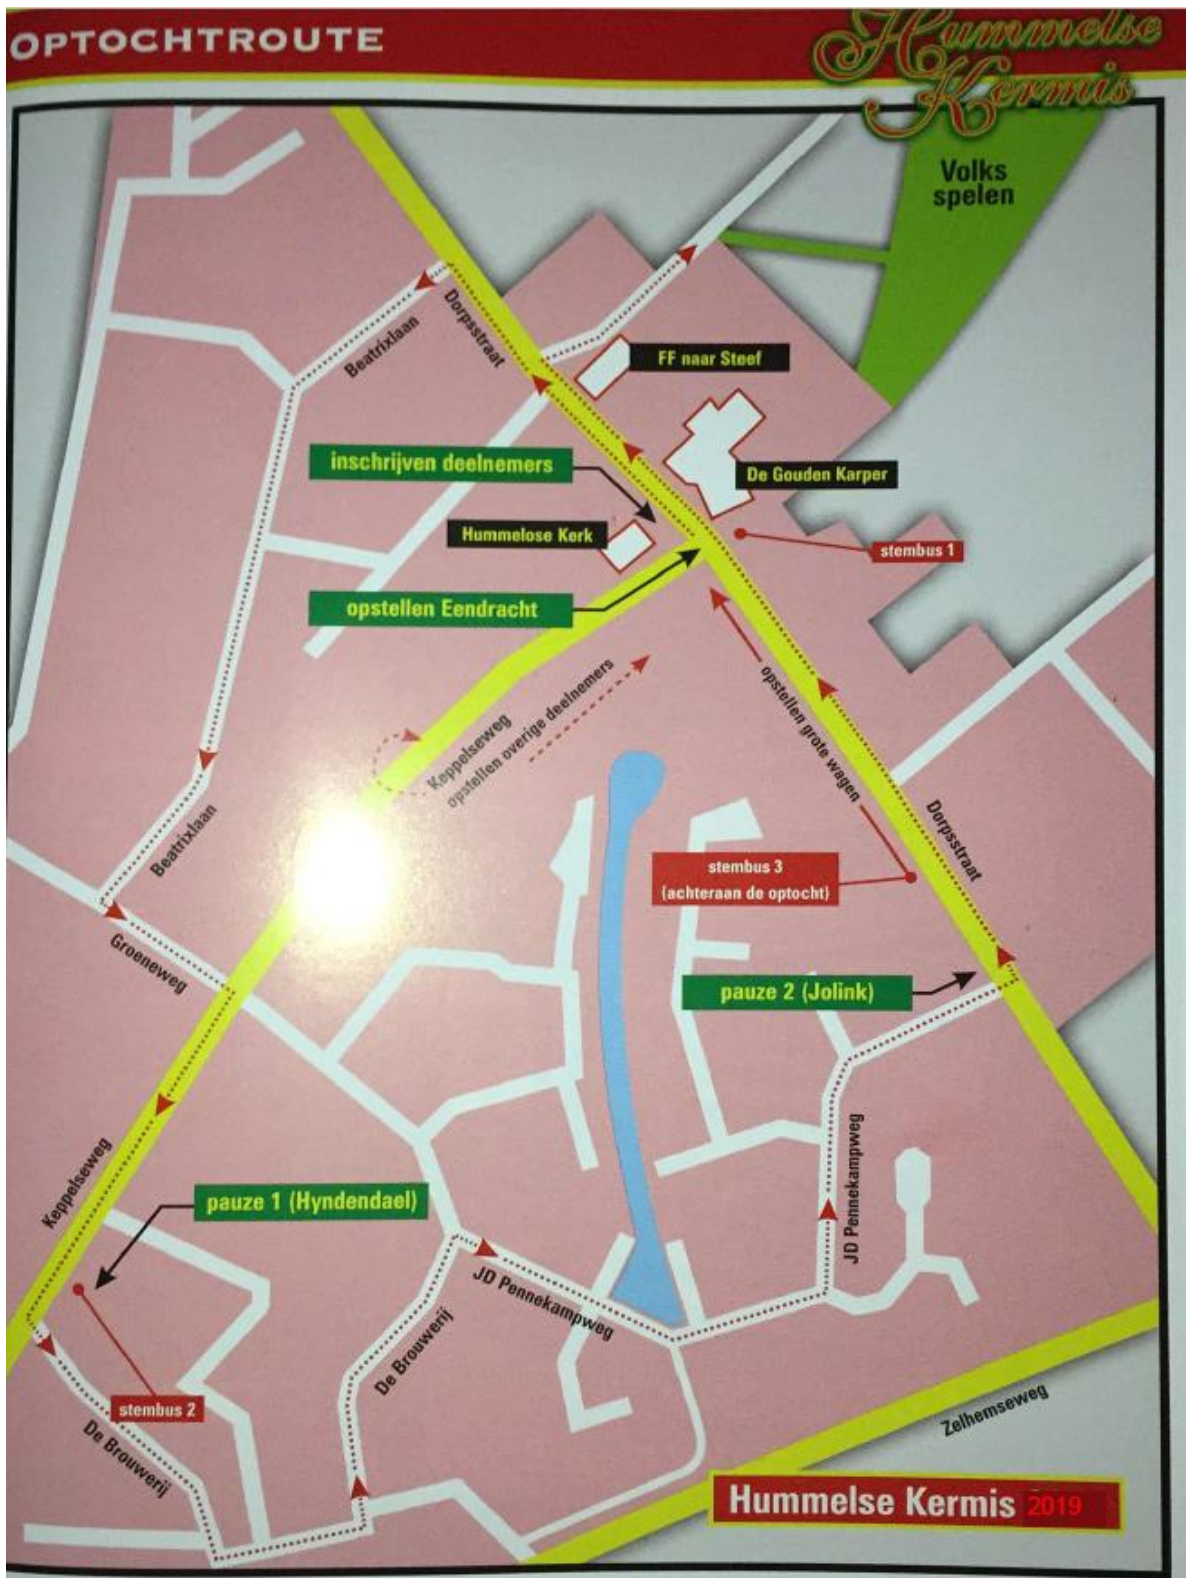 OPTOCHTROUTE
Hummelse
Kermis
Volks
spelen
Dorpsstraat
Beatrixlaan
FF naar Steef
inschrijven deelnemers
De Gouden Karper
Hummelose Kerk
stembus 1
opstellen Eendracht
Keppelseweg
opstellen overige deelnemers
opstellen grote wagen
Beatrixlaan
Dorpsstraat
stembus 3
(achteraan de optocht)
Groeneweg
pauze 2 (Jolink)
Keppelseweg
pauze 1 (Hyndendael)
JD Pennekampweg
JD Pennekampweg
De Brouwerij
stembus 2
De Brouwerij
Zelhemseweg
Hummelse Kermis 2019